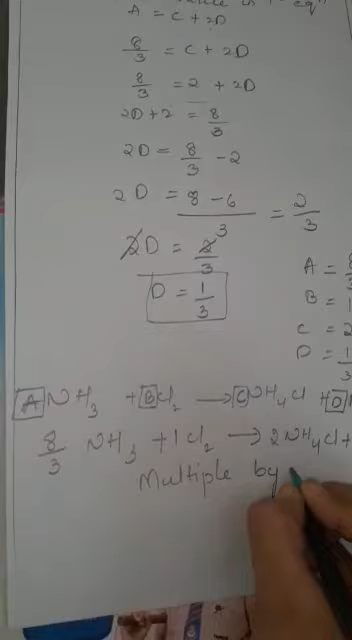 A = C + 2D
8/3 = C + 2D
8/3 = 2 + 2D
2D + 2 = 8/3
2D = 8/3 - 2
2D = 8 - 6 / 3 = 2/3
2D = 2/3
D = 1/3
A = 8/3
B = 1
C = 2
D = 1/3
A NH3 + B Cl2 → C NH4Cl + D N
8/3 NH3 + 1 Cl2 → 2 NH4Cl +
Multiple by